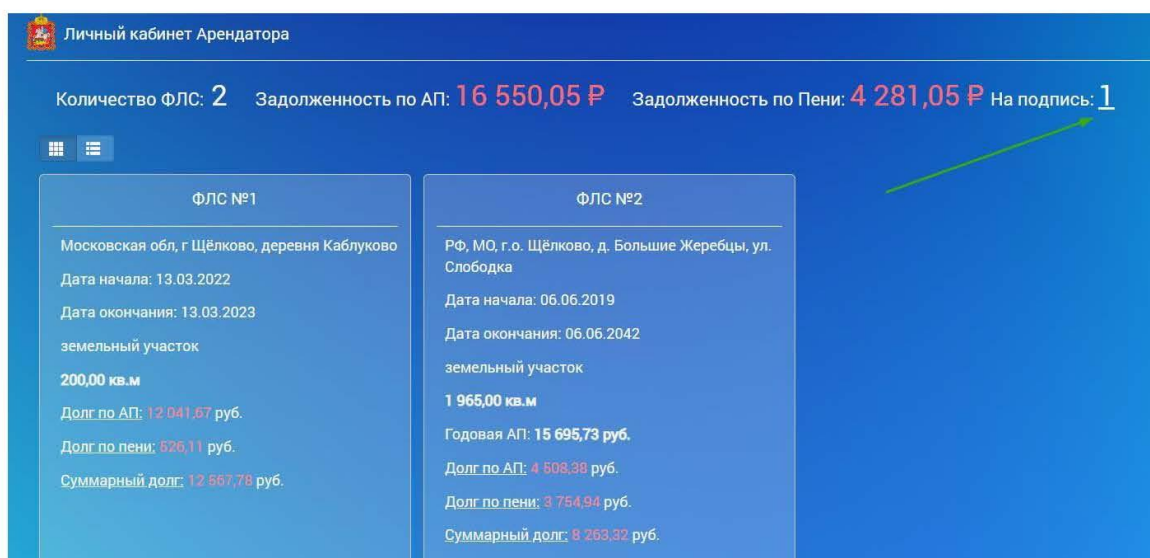 Личный кабинет Арендатора
Количество ФЛС: 2 Задолженность по АП: 16 550,05 ₽ Задолженность по Пени: 4 281,05 ₽ На подпись: 1
ФЛС №1
Московская обл, г Щёлково, деревня Каблуково
Дата начала: 13.03.2022
Дата окончания: 13.03.2023
земельный участок
200,00 кв.м
Долг по АП: 12 041,67 руб.
Долг по пени: 526,11 руб.
Суммарный долг: 12 567,78 руб.
ФЛС №2
РФ, МО, г.о. Щёлково, д. Большие Жеребцы, ул.
Слободка
Дата начала: 06.06.2019
Дата окончания: 06.06.2042
земельный участок
1 965,00 кв.м
Годовая АП: 15 695,73 руб.
Долг по АП: 4 508,38 руб.
Долг по пени: 3 754,94 руб.
Суммарный долг: 8 263,32 руб.